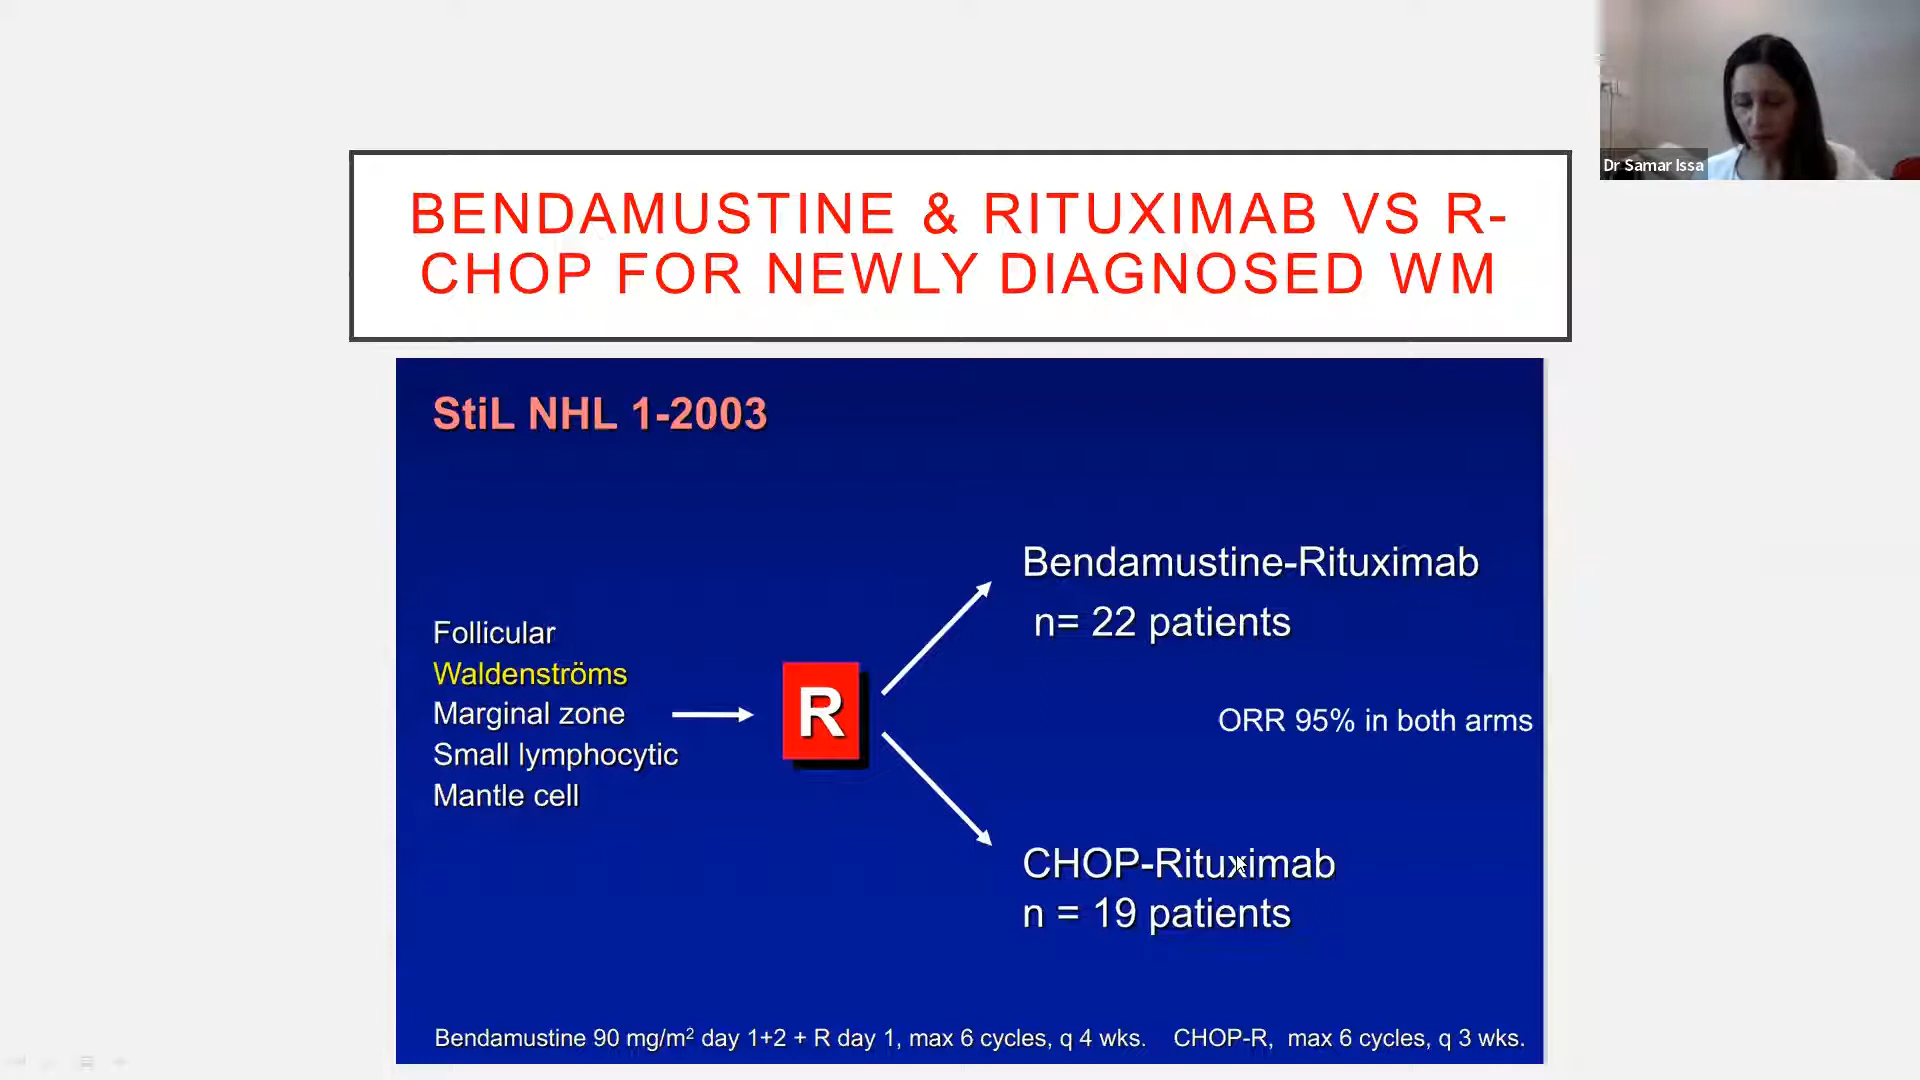 Dr Samar Issa
BENDAMUSTINE & RITUXIMAB VS R-
CHOP FOR NEWLY DIAGNOSED WM
StiL NHL 1-2003
Bendamustine-Rituximab
n= 22 patients
Follicular
Waldenströms
Marginal zone
Small lymphocytic
Mantle cell
R
ORR 95% in both arms
CHOP-Rituximab
n = 19 patients
Bendamustine 90 mg/m² day 1+2 + R day 1, max 6 cycles, q 4 wks. CHOP-R, max 6 cycles, q 3 wks.